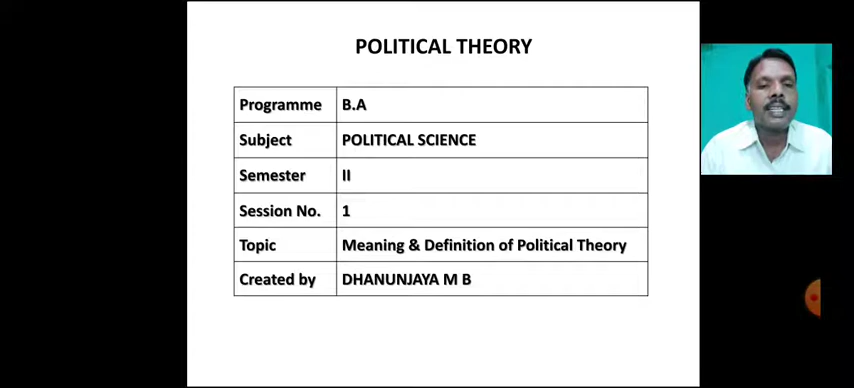 POLITICAL THEORY
Programme B.A
Subject POLITICAL SCIENCE
Semester II
Session No. 1
Topic Meaning & Definition of Political Theory
Created by DHANUNJAYA M B